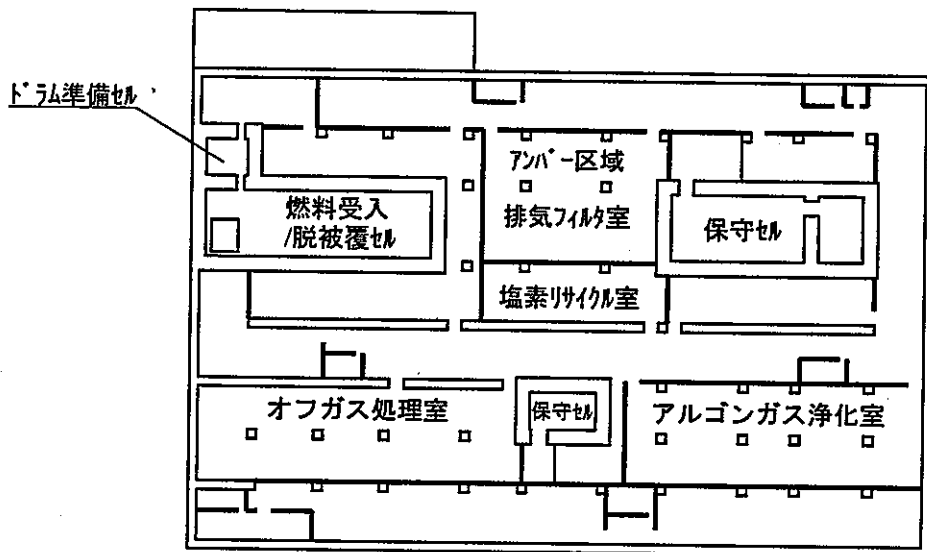 ドラム準備セル
アンバー区域
排気フィルタ室
燃料受入
/脱被覆セル
保守セル
塩素リサイクル室
オフガス処理室
保守セル
アルゴンガス浄化室